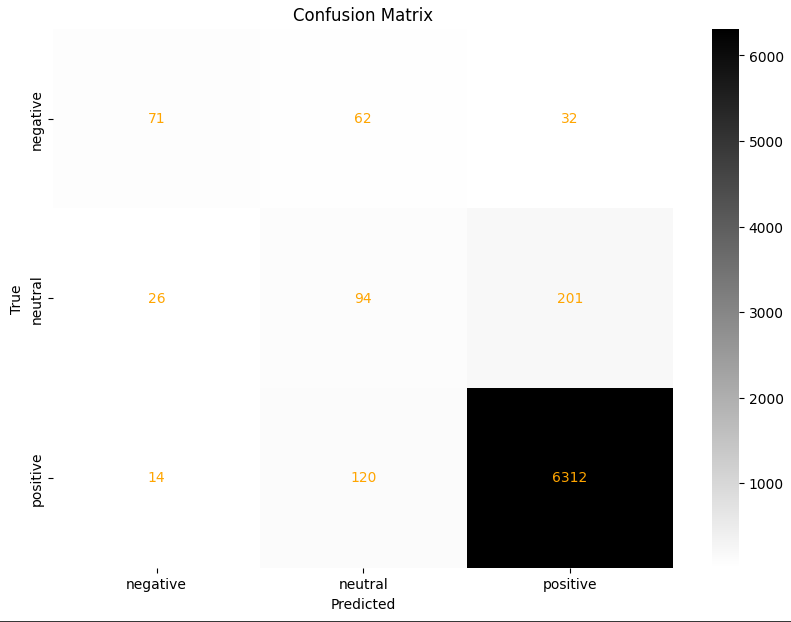 Confusion Matrix
negative
71 62 32
True
neutral
26 94 201
positive
14 120 6312
negative neutral positive
Predicted
6000
5000
4000
3000
2000
1000